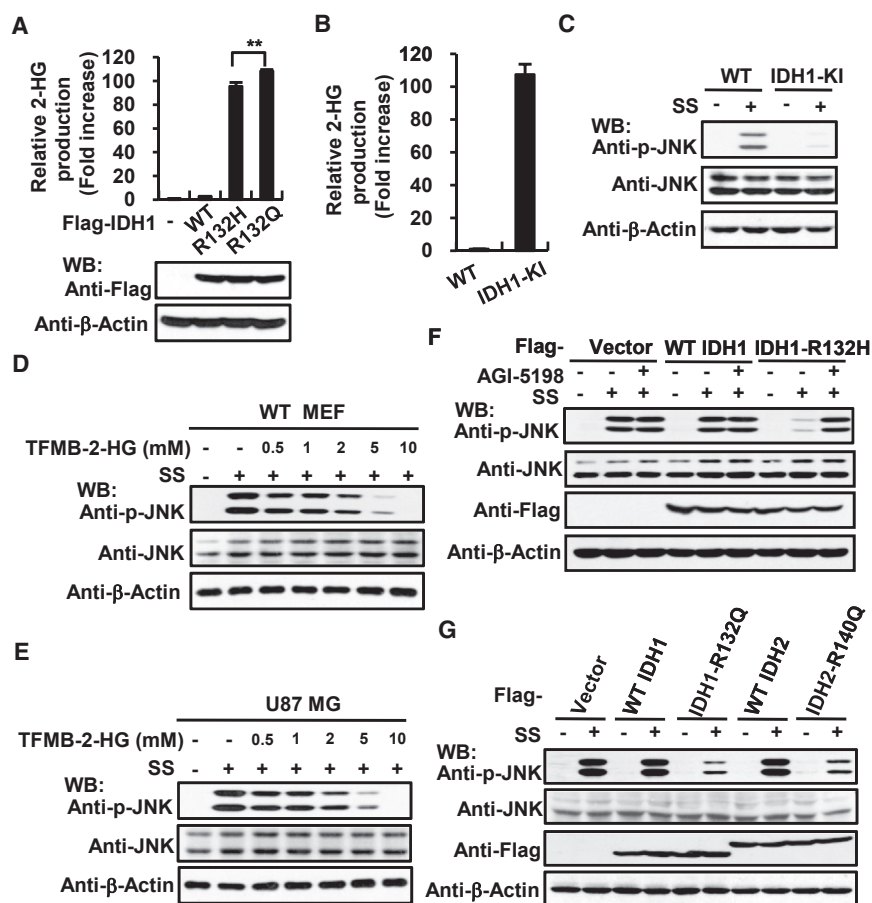 A
Relative 2-HG
production
(Fold increase)
120
100
80
60
40
20
0
**
Flag-IDH1
-
WT
R132H
R132Q
WB:
Anti-Flag
Anti-β-Actin
B
Relative 2-HG
production
(Fold increase)
120
100
80
60
40
20
0
WT
IDH1-KI
C
WT IDH1-KI
SS - + - +
WB:
Anti-p-JNK
Anti-JNK
Anti-β-Actin
D
WT MEF
TFMB-2-HG (mM) - - 0.5 1 2 5 10
SS - + + + + + +
WB:
Anti-p-JNK
Anti-JNK
Anti-β-Actin
E
U87 MG
TFMB-2-HG (mM) - - 0.5 1 2 5 10
SS - + + + + + +
WB:
Anti-p-JNK
Anti-JNK
Anti-β-Actin
F
Flag- Vector WT IDH1 IDH1-R132H
AGI-5198 - - + - - + - - +
SS - + + - + + - + +
WB:
Anti-p-JNK
Anti-JNK
Anti-Flag
Anti-β-Actin
G
Flag-
Vector
WT IDH1
IDH1-R132Q
WT IDH2
IDH2-R140Q
SS - + - + - + - + - +
WB:
Anti-p-JNK
Anti-JNK
Anti-Flag
Anti-β-Actin